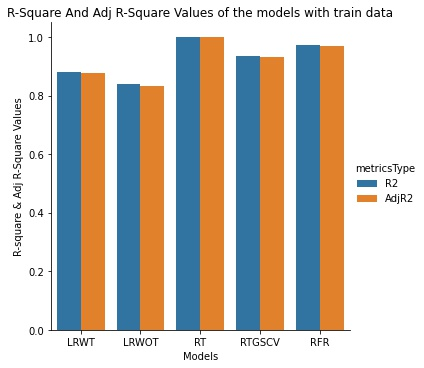 R-Square And Adj R-Square Values of the models with train data
R-square & Adj R-Square Values
1.0
0.8
0.6
0.4
0.2
0.0
LRWT LRWOT RT RTGSCV RFR
Models
metricsType
R2
AdjR2